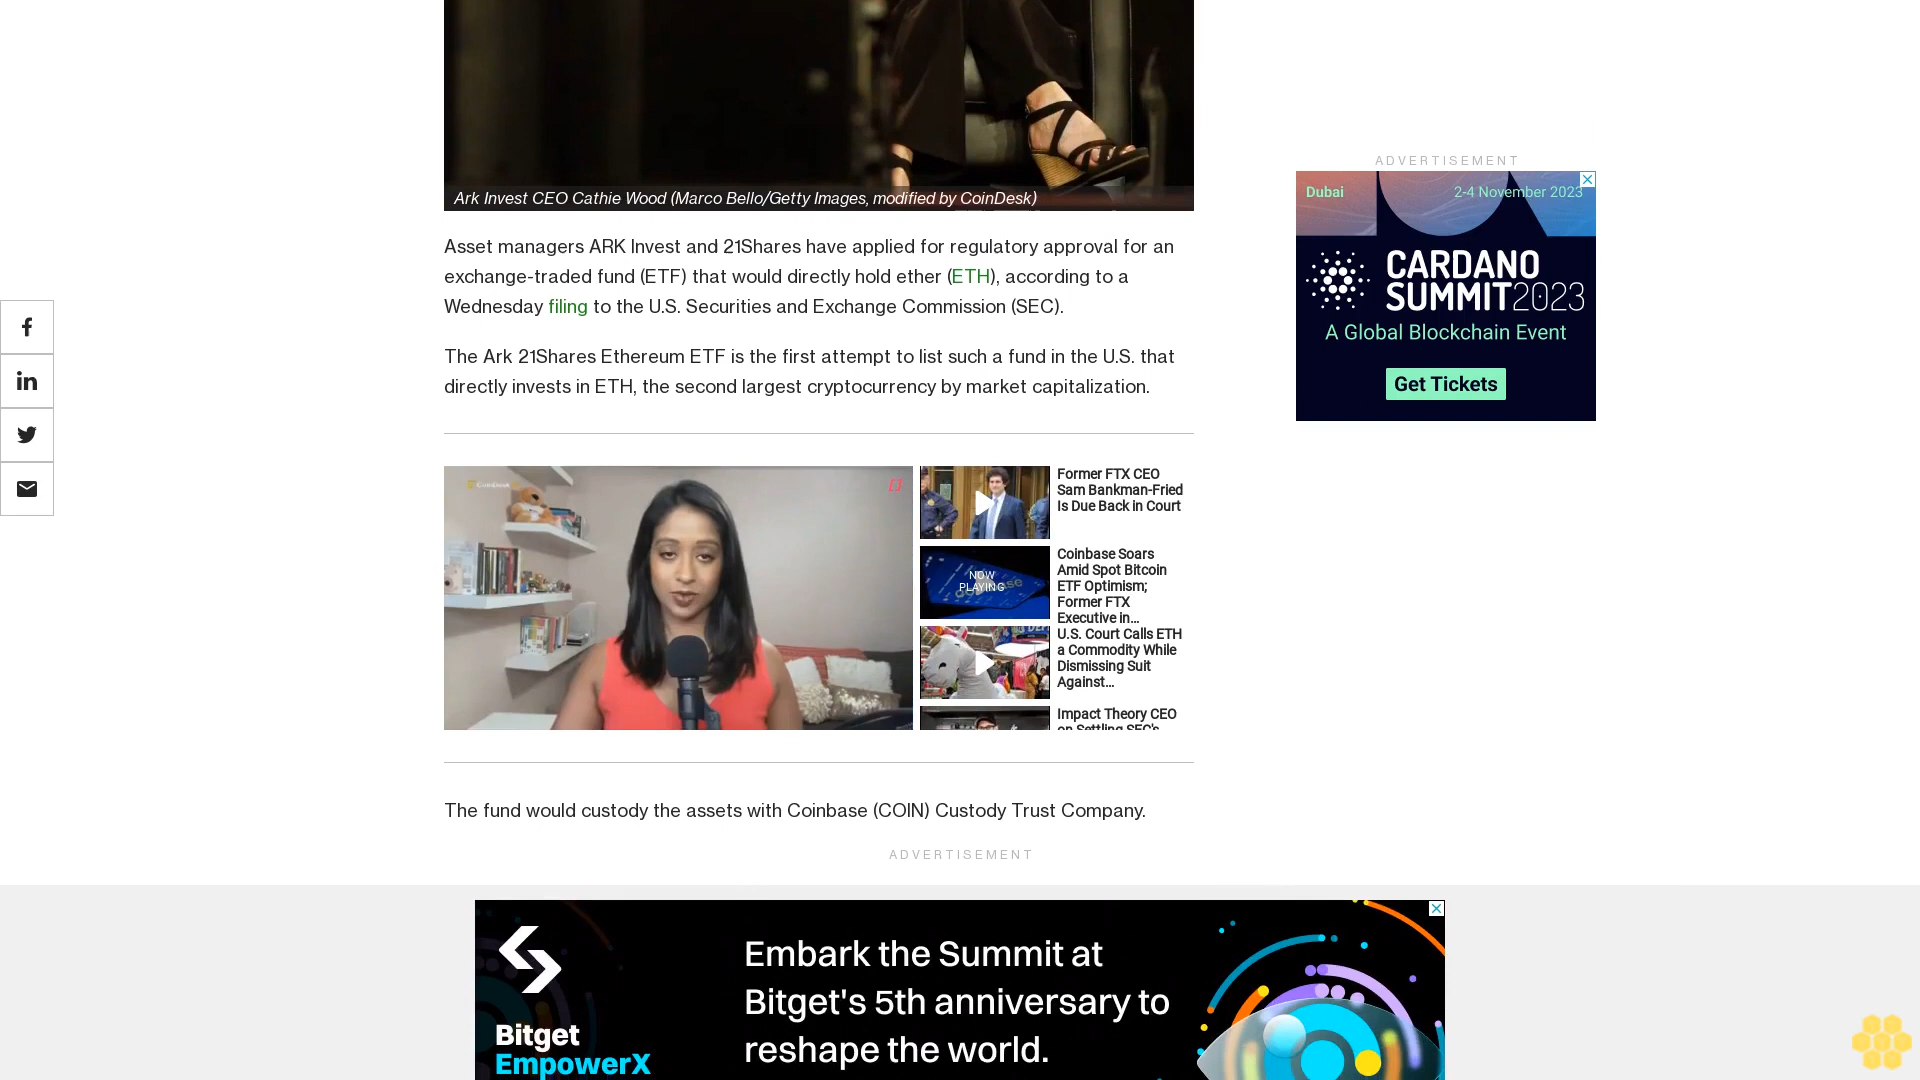 Ark Invest CEO Cathie Wood (Marco Bello/Getty Images, modified by CoinDesk)
Asset managers ARK Invest and 21Shares have applied for regulatory approval for an
exchange-traded fund (ETF) that would directly hold ether (ETH), according to a
Wednesday filing to the U.S. Securities and Exchange Commission (SEC).
The Ark 21Shares Ethereum ETF is the first attempt to list such a fund in the U.S. that
directly invests in ETH, the second largest cryptocurrency by market capitalization.
CoinDesk
Former FTX CEO
Sam Bankman-Fried
Is Due Back in Court
NOW
PLAYING
Coinbase Soars
Amid Spot Bitcoin
ETF Optimism;
Former FTX
Executive in...
U.S. Court Calls ETH
a Commodity While
Dismissing Suit
Against...
Impact Theory CEO
on Settling SEC's
The fund would custody the assets with Coinbase (COIN) Custody Trust Company.
ADVERTISEMENT
Bitget
EmpowerX
Embark the Summit at
Bitget's 5th anniversary to
reshape the world.
ADVERTISEMENT
Dubai
2-4 November 2023
CARDANO
SUMMIT2023
A Global Blockchain Event
Get Tickets